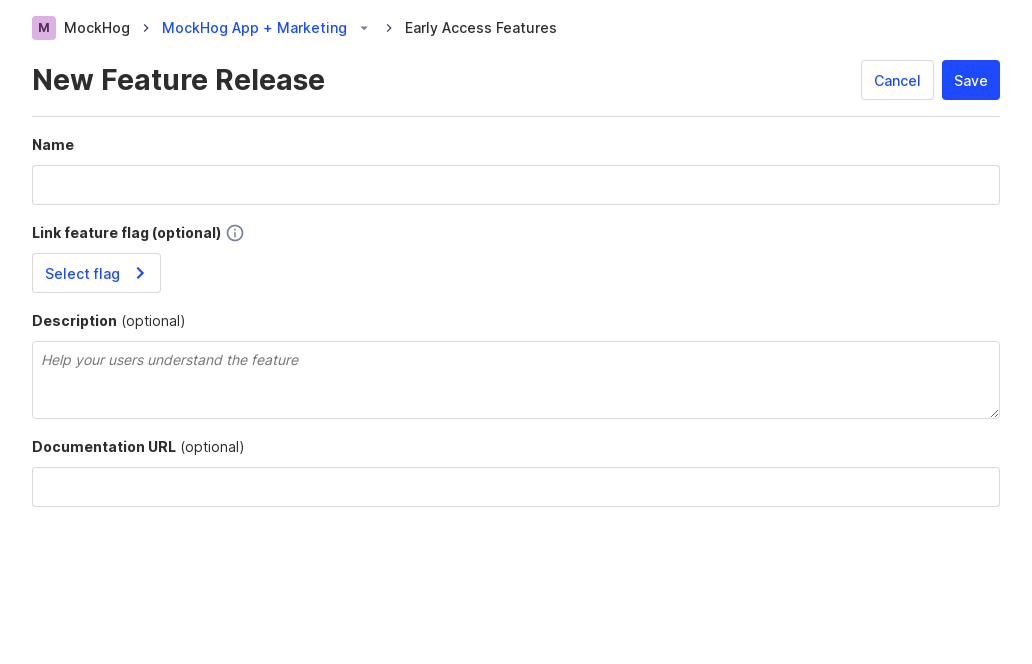 M MockHog MockHog App + Marketing Early Access Features
New Feature Release
Cancel Save
Name
Link feature flag (optional)
Select flag
Description (optional)
Help your users understand the feature
Documentation URL (optional)